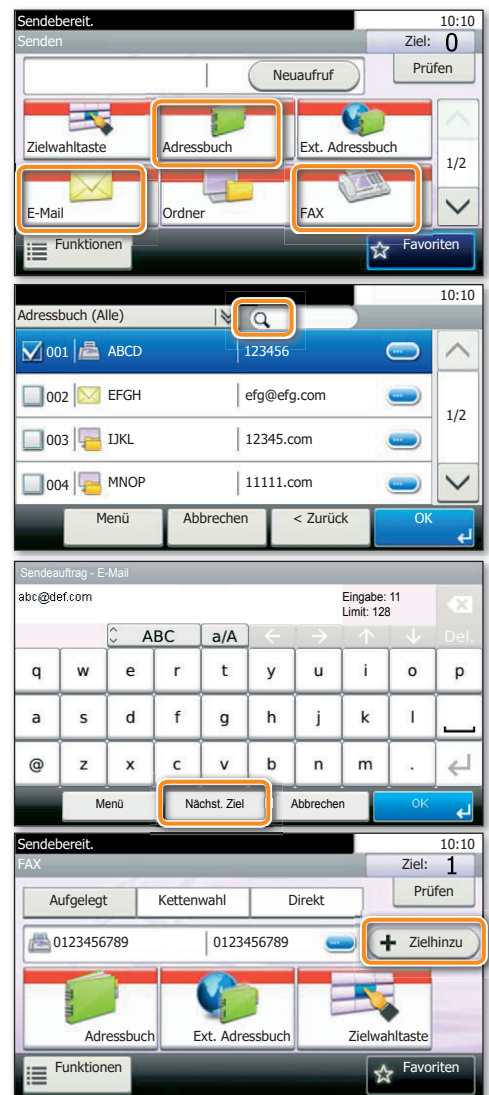 Sendebereit. 10:10
Senden Ziel: 0
Neuaufruf Prüfen
Zielwahltaste Adressbuch Ext. Adressbuch
1/2
E-Mail Ordner FAX
Funktionen Favoriten
10:10
Adressbuch (Alle)
001 ABCD 123456
002 EFGH efg@efg.com
1/2
003 IJKL 12345.com
004 MNOP 11111.com
Menü Abbrechen < Zurück OK
Sendeauftrag - E-Mail
abc@def.com Eingabe: 11
Limit: 128
ABC a/A Del.
q w e r t y u i o p
a s d f g h j k l
@ z x c v b n m .
Menü Nächst. Ziel Abbrechen OK
Sendebereit. 10:10
FAX Ziel: 1
Aufgelegt Kettenwahl Direkt Prüfen
0123456789 0123456789 + Zielhinzu
Adressbuch Ext. Adressbuch Zielwahltaste
Funktionen Favoriten